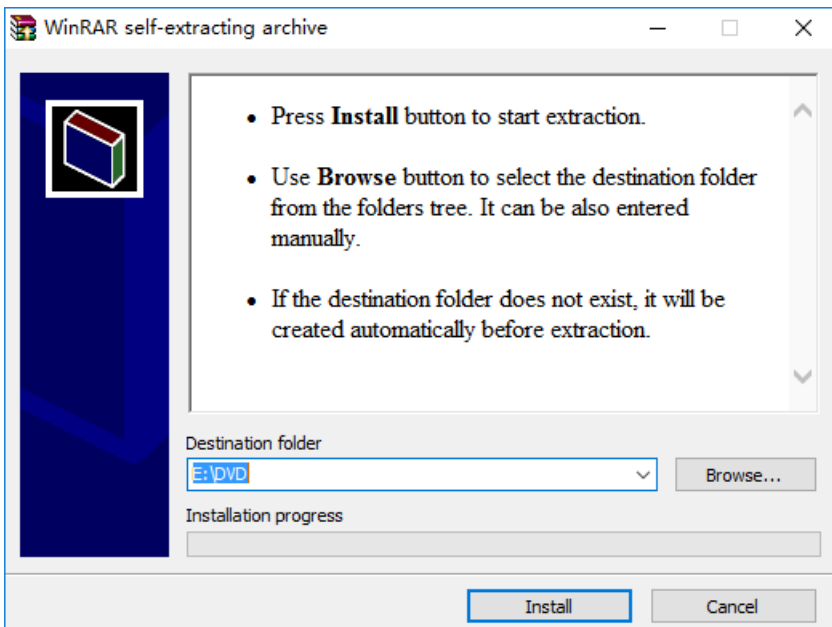 WinRAR self-extracting archive
• Press Install button to start extraction.
• Use Browse button to select the destination folder
from the folders tree. It can be also entered
manually.
• If the destination folder does not exist, it will be
created automatically before extraction.
Destination folder
E:\DVD
Browse...
Installation progress
Install
Cancel